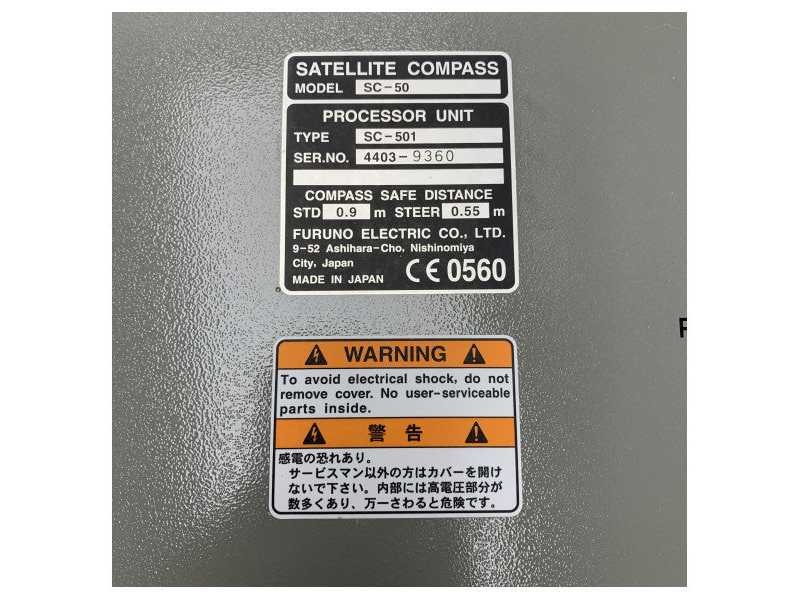 SATELLITE COMPASS
MODEL SC-50
PROCESSOR UNIT
TYPE SC-501
SER.NO. 4403-9360
COMPASS SAFE DISTANCE
STD 0.9 m STEER 0.55 m
FURUNO ELECTRIC CO., LTD.
9-52 Ashihara-Cho, Nishinomiya
City, Japan
MADE IN JAPAN CE 0560
WARNING
To avoid electrical shock, do not
remove cover. No user-serviceable
parts inside.
警告
感電の恐れあり。
サービスマン以外の方はカバーを開け
ないで下さい。内部には高電圧部分が
数多くあり、万一さわると危険です。